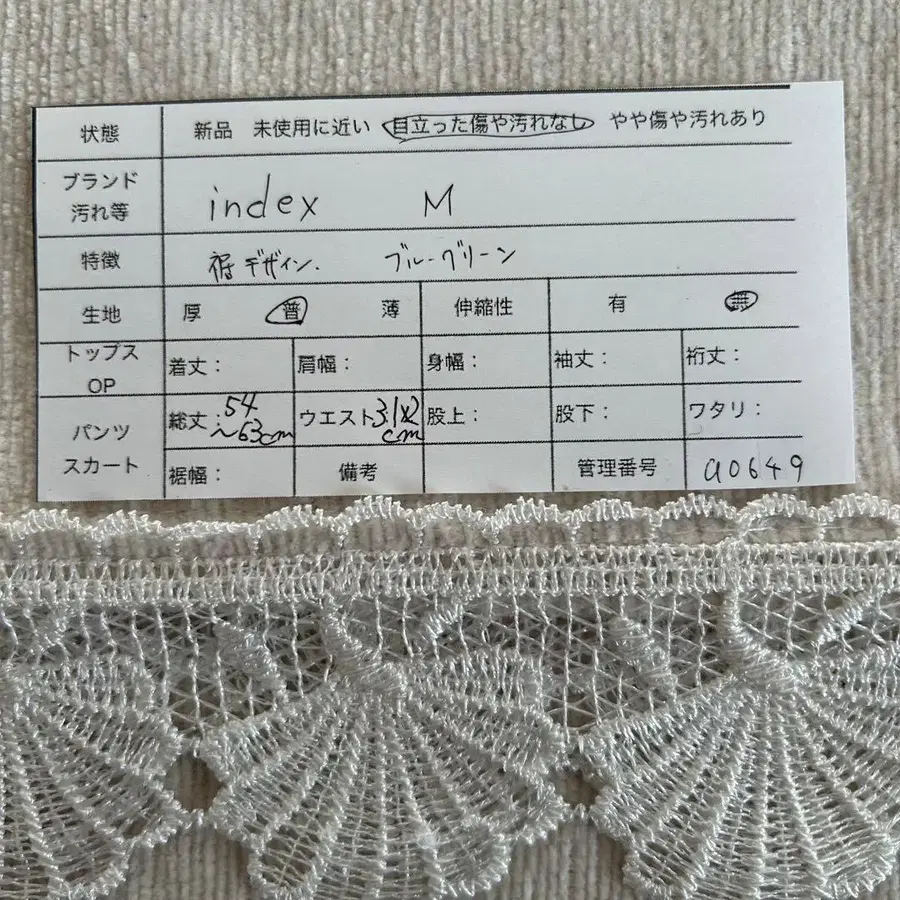 状態 新品 未使用に近い 目立った傷や汚れなし やや傷や汚れあり
ブランド
汚れ等 index M
特徴 裾デザイン. ブルーグリーン
生地 厚 普 薄 伸縮性 有 無
トップス
OP 着丈： 肩幅： 身幅： 袖丈： 裄丈：
パンツ
スカート 総丈：54
～63cm ウエスト31x2
cm 股上： 股下： ワタリ：
裾幅： 備考 管理番号 a0649